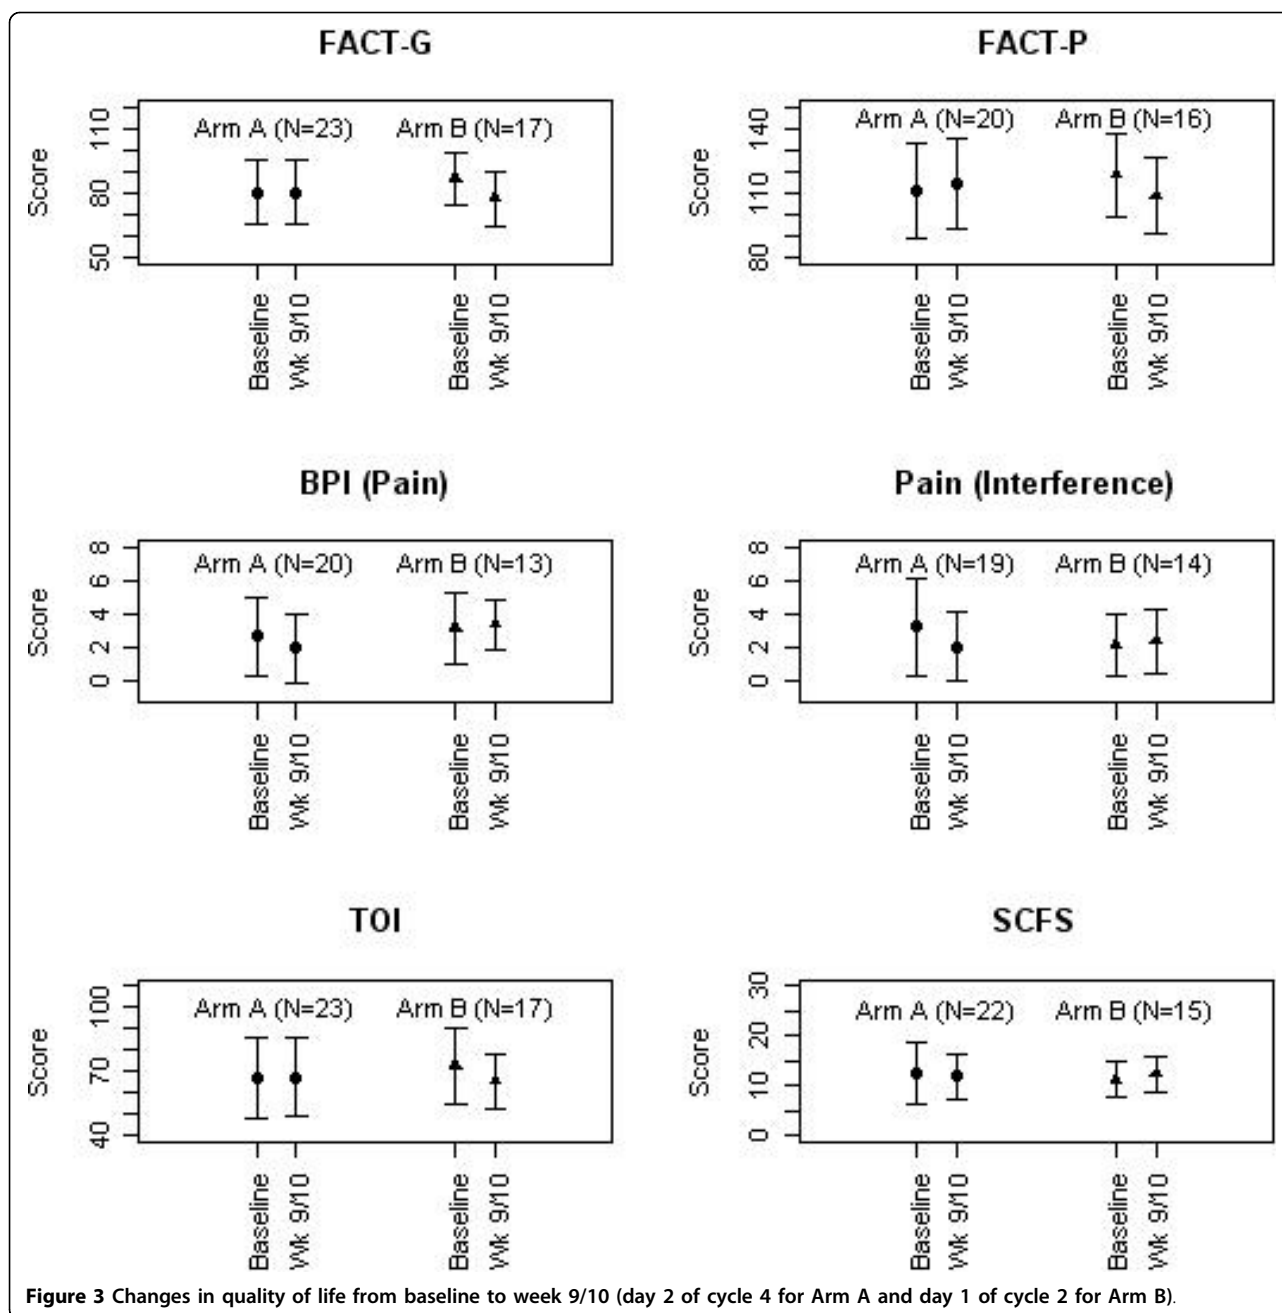 FACT-G
Score
110
80
50
Arm A (N=23)
Arm B (N=17)
Baseline
Wk 9/10
Baseline
Wk 9/10
FACT-P
Score
140
110
80
Arm A (N=20)
Arm B (N=16)
Baseline
Wk 9/10
Baseline
Wk 9/10
BPI (Pain)
Score
8
6
4
2
0
Arm A (N=20)
Arm B (N=13)
Baseline
Wk 9/10
Baseline
Wk 9/10
Pain (Interference)
Score
8
6
4
2
0
Arm A (N=19)
Arm B (N=14)
Baseline
Wk 9/10
Baseline
Wk 9/10
TOI
Score
100
70
40
Arm A (N=23)
Arm B (N=17)
Baseline
Wk 9/10
Baseline
Wk 9/10
SCFS
Score
30
20
10
0
Arm A (N=22)
Arm B (N=15)
Baseline
Wk 9/10
Baseline
Wk 9/10
Figure 3 Changes in quality of life from baseline to week 9/10 (day 2 of cycle 4 for Arm A and day 1 of cycle 2 for Arm B).